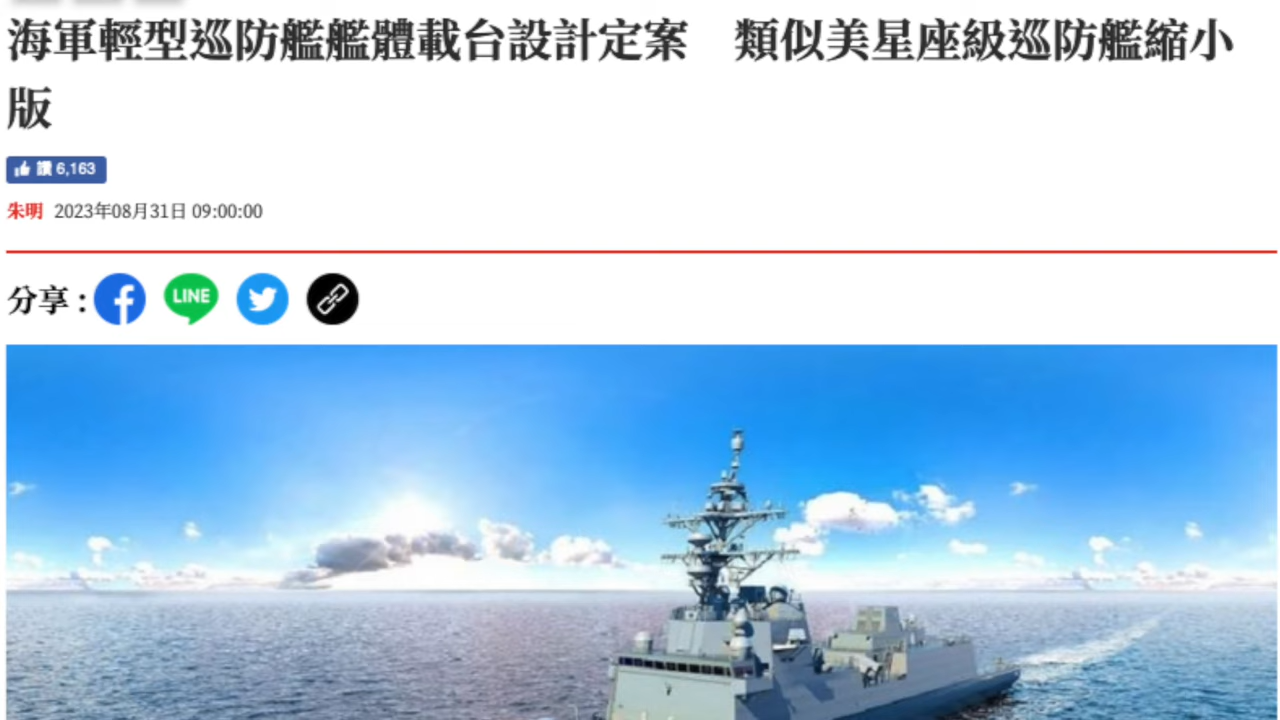 海軍輕型巡防艦艦體載台設計定案　類似美星座級巡防艦縮小
版
讚 6,163
朱明 2023年08月31日 09:00:00
分享 :
LINE